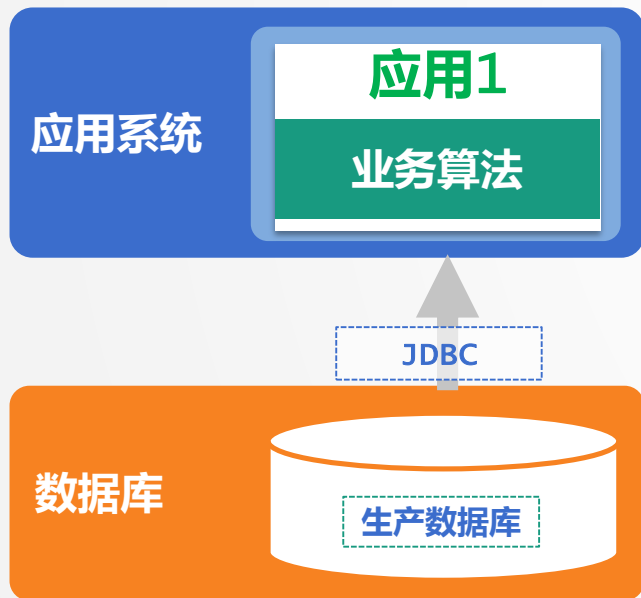 应用1
应用系统
业务算法
JDBC
数据库
生产数据库